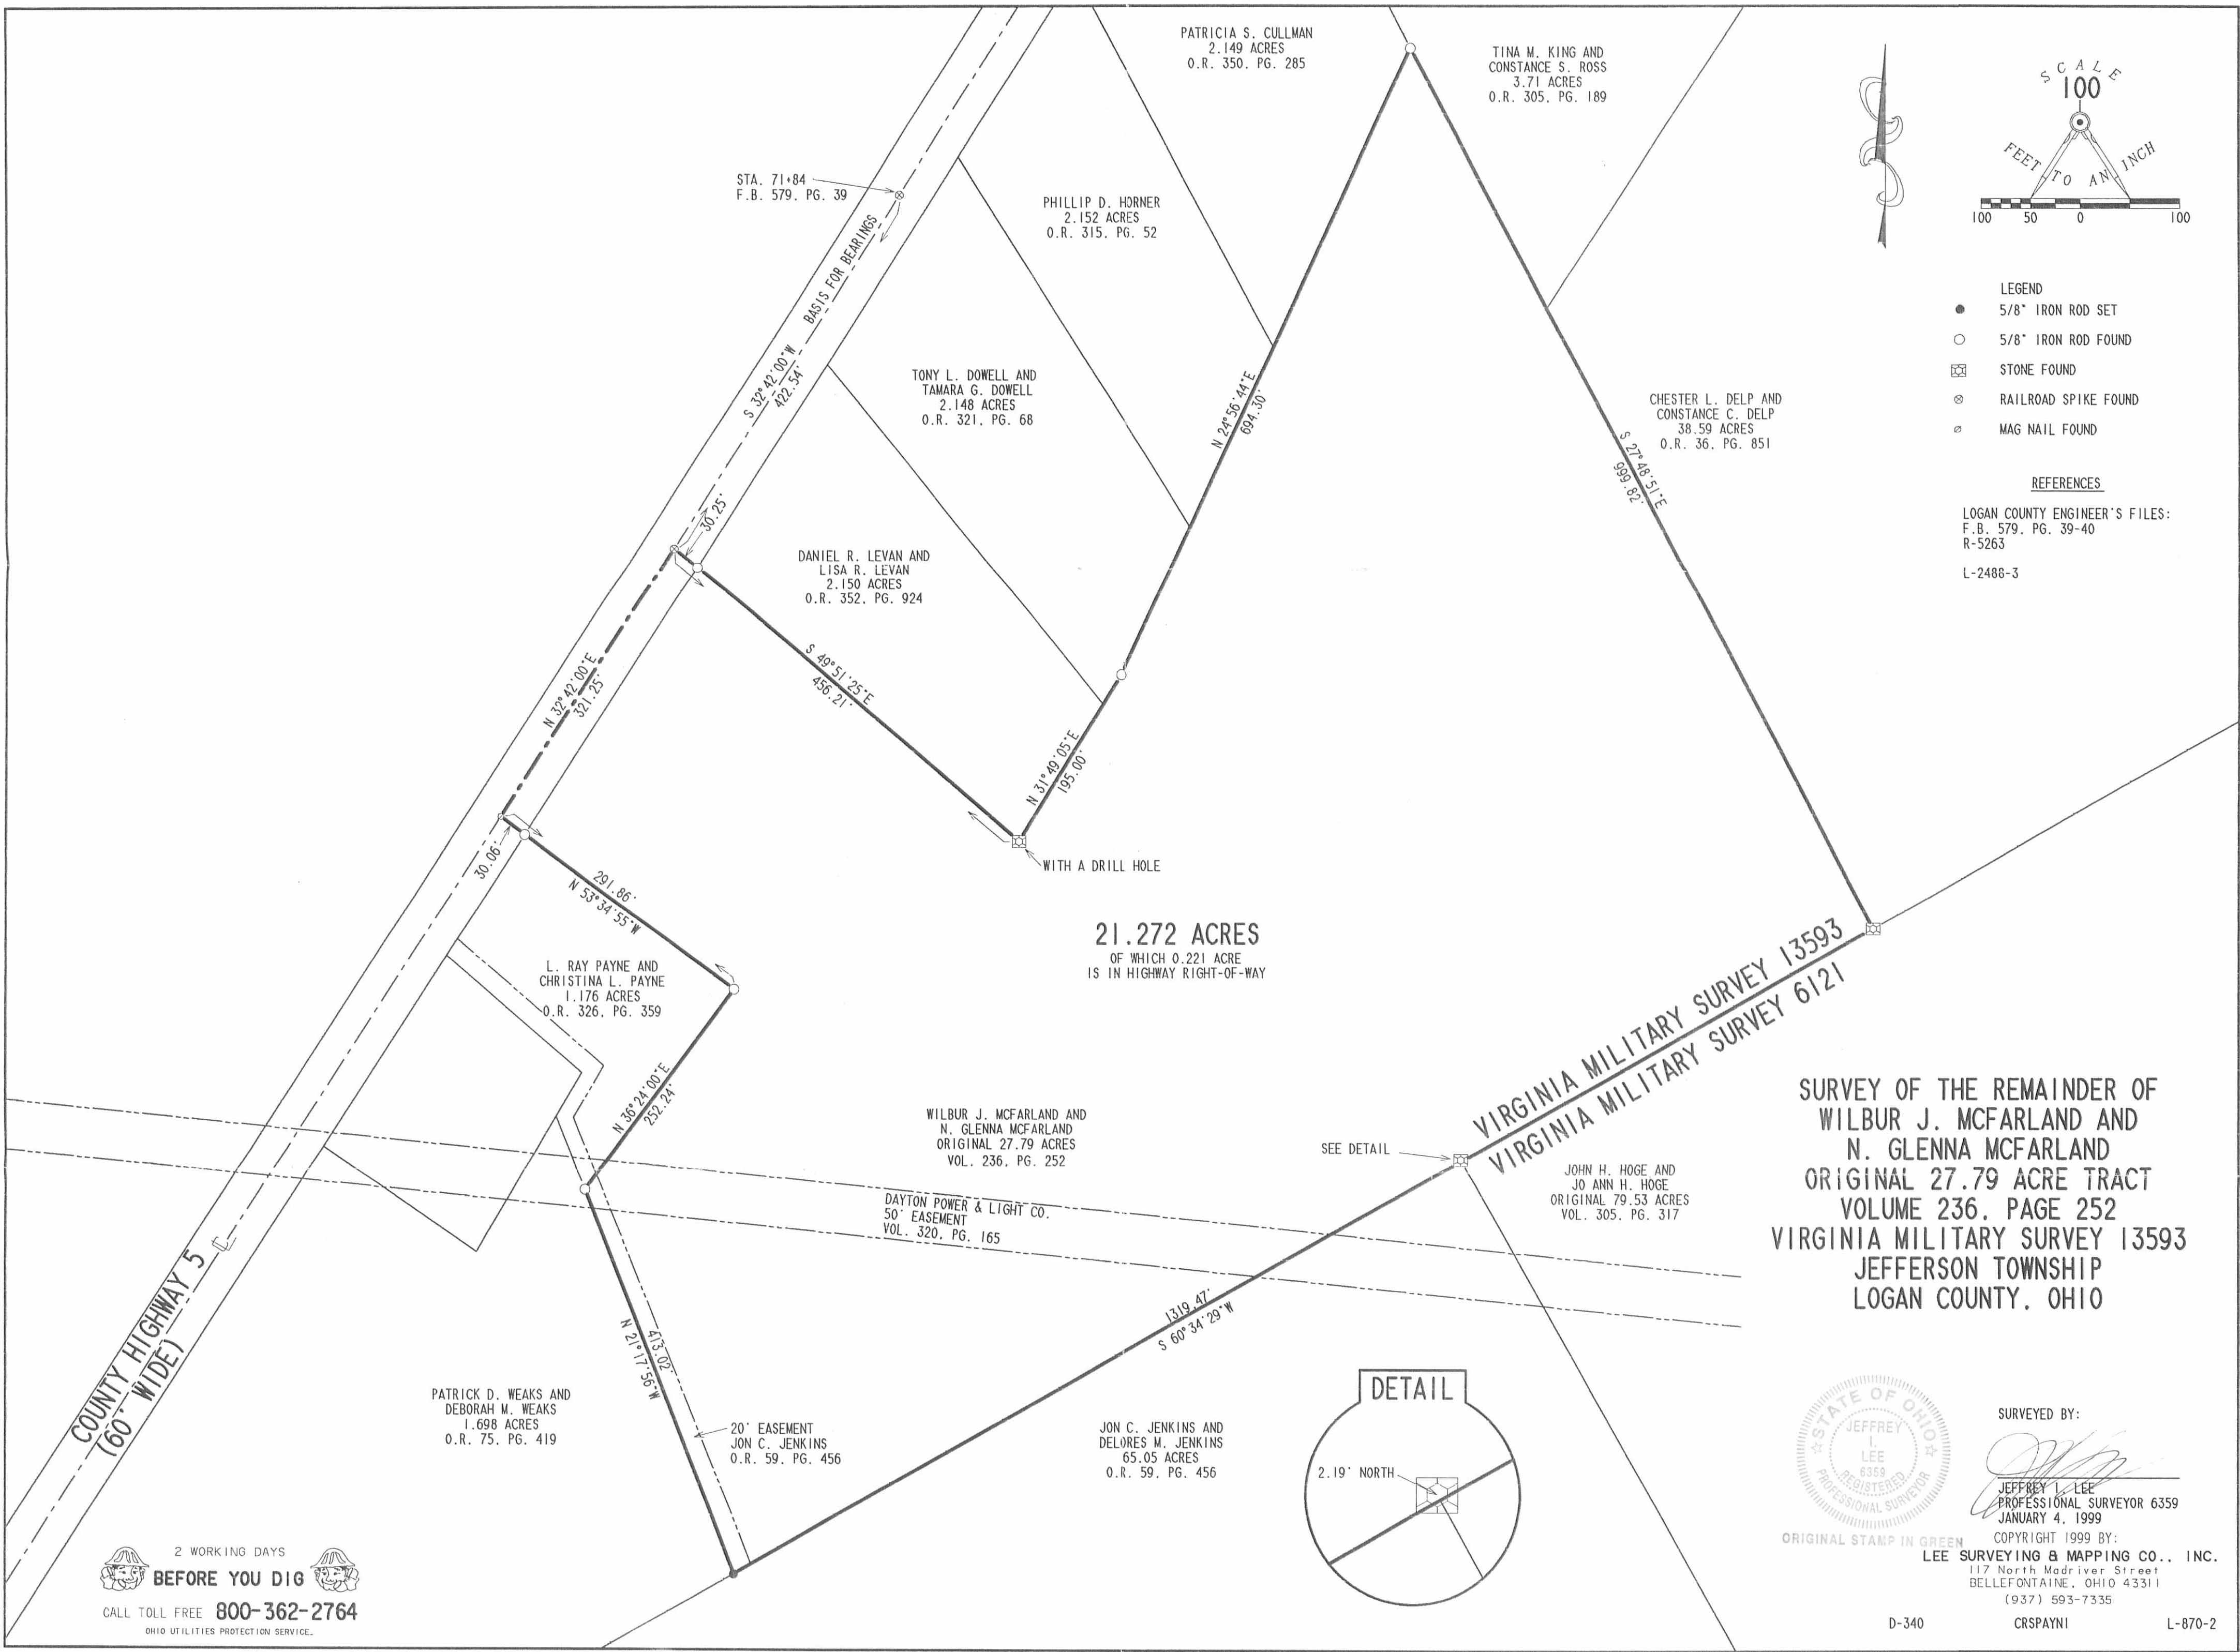 PATRICIA S. CULLMAN
2.149 ACRES
O.R. 350, PG. 285
TINA M. KING AND
CONSTANCE S. ROSS
3.71 ACRES
O.R. 305, PG. 189
SCALE
100
FEET TO AN INCH
100 50 0 100
STA. 71+84
F.B. 579, PG. 39
PHILLIP D. HORNER
2.152 ACRES
O.R. 315, PG. 52
S 32°42'00"W BASIS FOR BEARINGS
422.54'
LEGEND
5/8" IRON ROD SET
5/8" IRON ROD FOUND
STONE FOUND
RAILROAD SPIKE FOUND
MAG NAIL FOUND
REFERENCES
LOGAN COUNTY ENGINEER'S FILES:
F.B. 579, PG. 39-40
R-5263
L-2488-3
TONY L. DOWELL AND
TAMARA G. DOWELL
2.148 ACRES
O.R. 321, PG. 68
N 24°56'44"E
694.30'
CHESTER L. DELP AND
CONSTANCE C. DELP
38.59 ACRES
O.R. 36, PG. 851
S 27°48'51"E
999.82'
30.25'
DANIEL R. LEVAN AND
LISA R. LEVAN
2.150 ACRES
O.R. 352, PG. 924
N 32°42'00"E
321.25'
S 49°51'25"E
456.21'
N 31°49'05"E
195.00'
WITH A DRILL HOLE
30.06'
291.86'
N 53°34'55"W
21.272 ACRES
OF WHICH 0.221 ACRE
IS IN HIGHWAY RIGHT-OF-WAY
L. RAY PAYNE AND
CHRISTINA L. PAYNE
1.176 ACRES
O.R. 326, PG. 359
N 36°24'00"E
252.24'
WILBUR J. MCFARLAND AND
N. GLENNA MCFARLAND
ORIGINAL 27.79 ACRES
VOL. 236, PG. 252
VIRGINIA MILITARY SURVEY 13593
VIRGINIA MILITARY SURVEY 6121
SEE DETAIL
JOHN H. HOGE AND
JO ANN H. HOGE
ORIGINAL 79.53 ACRES
VOL. 305, PG. 317
DAYTON POWER & LIGHT CO.
50' EASEMENT
VOL. 320, PG. 165
SURVEY OF THE REMAINDER OF
WILBUR J. MCFARLAND AND
N. GLENNA MCFARLAND
ORIGINAL 27.79 ACRE TRACT
VOLUME 236, PAGE 252
VIRGINIA MILITARY SURVEY 13593
JEFFERSON TOWNSHIP
LOGAN COUNTY, OHIO
COUNTY HIGHWAY 5
(60' WIDE)
1319.47'
S 60°34'29"W
413.02'
N 21°17'56"W
PATRICK D. WEAKS AND
DEBORAH M. WEAKS
1.698 ACRES
O.R. 75, PG. 419
20' EASEMENT
JON C. JENKINS
O.R. 59, PG. 456
JON C. JENKINS AND
DELORES M. JENKINS
65.05 ACRES
O.R. 59, PG. 456
DETAIL
2.19' NORTH
STATE OF OHIO
JEFFREY
I.
LEE
6359
REGISTERED
PROFESSIONAL SURVEYOR
ORIGINAL STAMP IN GREEN
SURVEYED BY:
JEFFREY I. LEE
PROFESSIONAL SURVEYOR 6359
JANUARY 4, 1999
COPYRIGHT 1999 BY:
LEE SURVEYING & MAPPING CO., INC.
117 North Madriver Street
BELLEFONTAINE, OHIO 43311
(937) 593-7335
D-340 CRSPAYN1 L-870-2
2 WORKING DAYS
BEFORE YOU DIG
CALL TOLL FREE 800-362-2764
OHIO UTILITIES PROTECTION SERVICE.